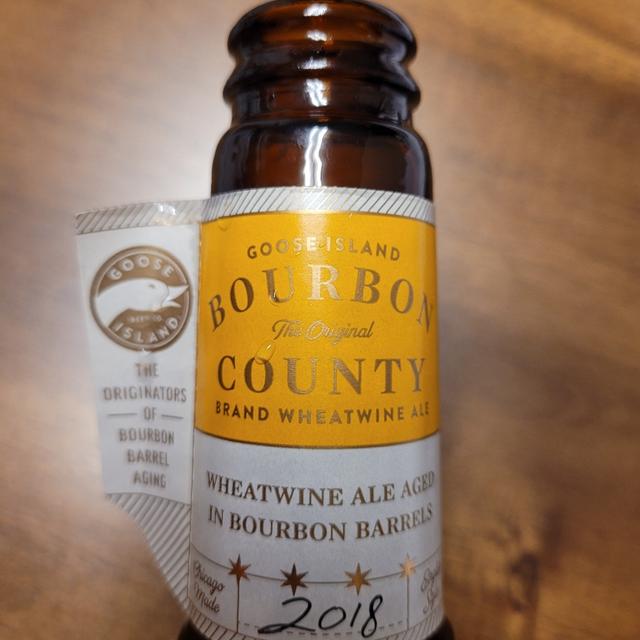 GOOSE ISLAND
THE
ORIGINATORS
OF
BOURBON
BARREL
AGING
GOOSE ISLAND
BOURBON
The Original
COUNTY
BRAND WHEATWINE ALE
WHEATWINE ALE AGED
IN BOURBON BARRELS
Chicago
Made
2018